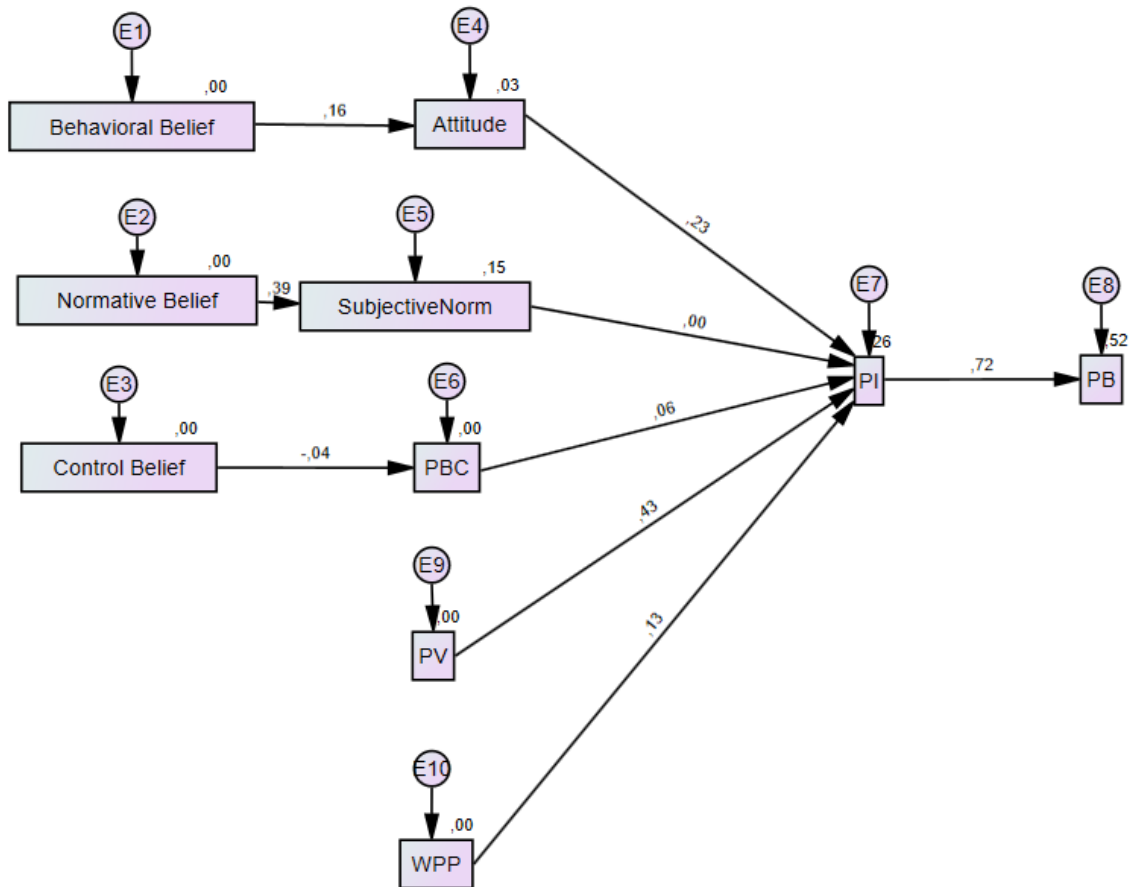 E1
E4
,00
,03
Behavioral Belief
,16
Attitude
E2
E5
,23
,00
,15
Normative Belief
,39
SubjectiveNorm
E7
E8
,00
E3
E6
,26
,52
PI
,72
PB
,00
,00
,06
Control Belief
-,04
PBC
,43
E9
,00
PV
,13
E10
,00
WPP